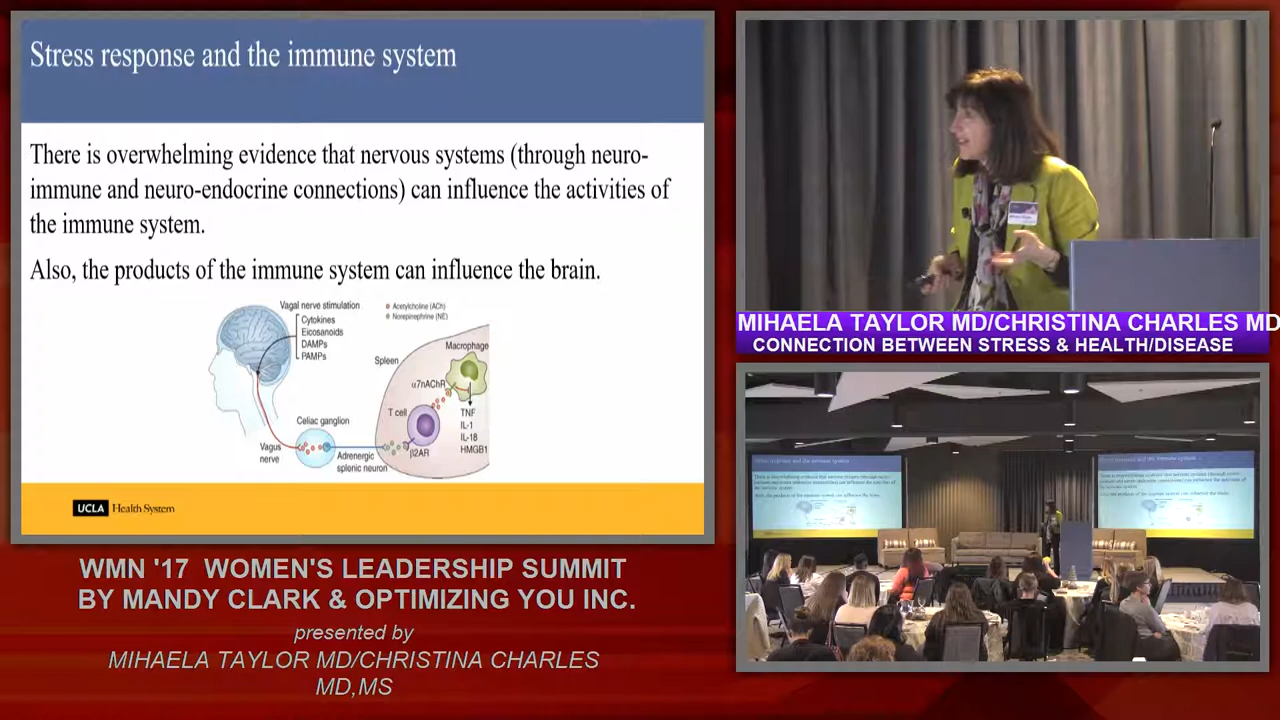 Stress response and the immune system
There is overwhelming evidence that nervous systems (through neuro-
immune and neuro-endocrine connections) can influence the activities of
the immune system.
Also, the products of the immune system can influence the brain.
Vagal nerve stimulation
Cytokines
Eicosanoids
DAMPs
PAMPs
Acetylcholine (ACh)
Norepinephrine (NE)
Macrophage
Spleen
α7nAChR
T cell
TNF
IL-1
IL-18
HMGB1
Celiac ganglion
Vagus
nerve
Adrenergic
splenic neuron
β2AR
UCLA Health System
MIHAELA TAYLOR MD/CHRISTINA CHARLES MD
CONNECTION BETWEEN STRESS & HEALTH/DISEASE
WMN '17 WOMEN'S LEADERSHIP SUMMIT
BY MANDY CLARK & OPTIMIZING YOU INC.
presented by
MIHAELA TAYLOR MD/CHRISTINA CHARLES
MD,MS